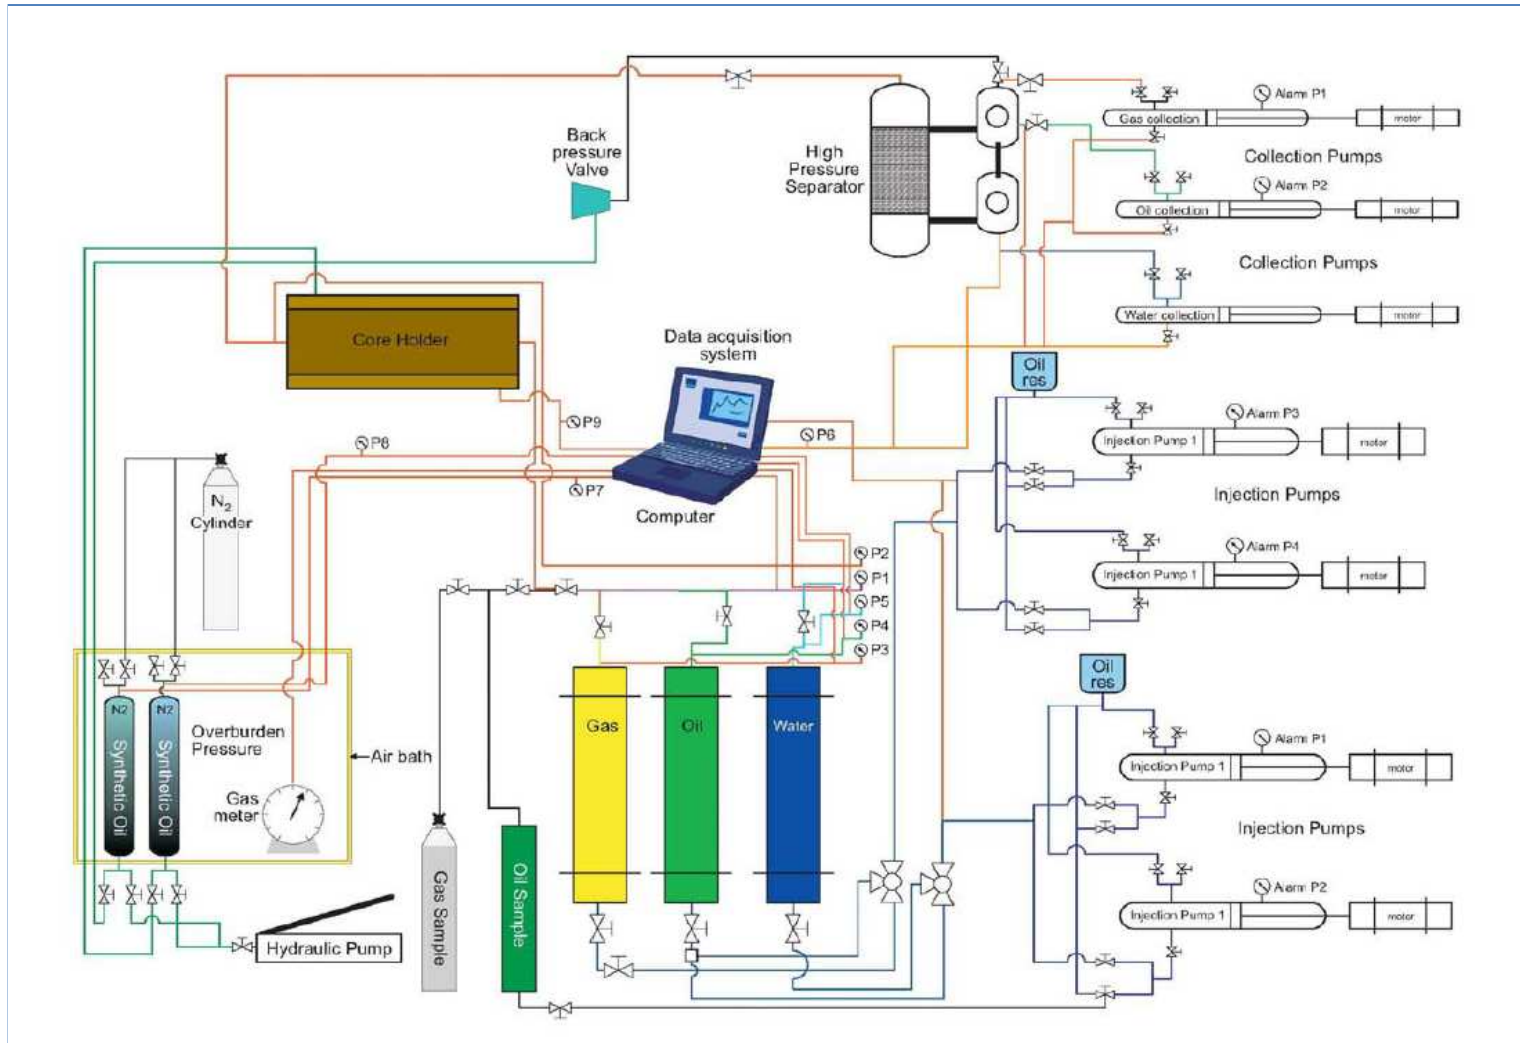 Back
pressure
Valve
High
Pressure
Separator
Alarm P1
Gas collection
motor
Collection Pumps
Alarm P2
Oil collection
motor
Collection Pumps
Water collection
motor
Core Holder
Data acquisition
system
Computer
Oil
res
Alarm P3
Injection Pump 1
motor
Injection Pumps
Alarm P4
Injection Pump 1
motor
P9
P8
P6
P7
N2
Cylinder
P2
P1
P5
P4
P3
Oil
res
Alarm P1
Injection Pump 1
motor
Injection Pumps
Alarm P2
Injection Pump 1
motor
N2
Synthetic Oil
N2
Synthetic Oil
Overburden
Pressure
Air bath
Gas
meter
Gas
Oil
Water
Gas Sample
Oil Sample
Hydraulic Pump